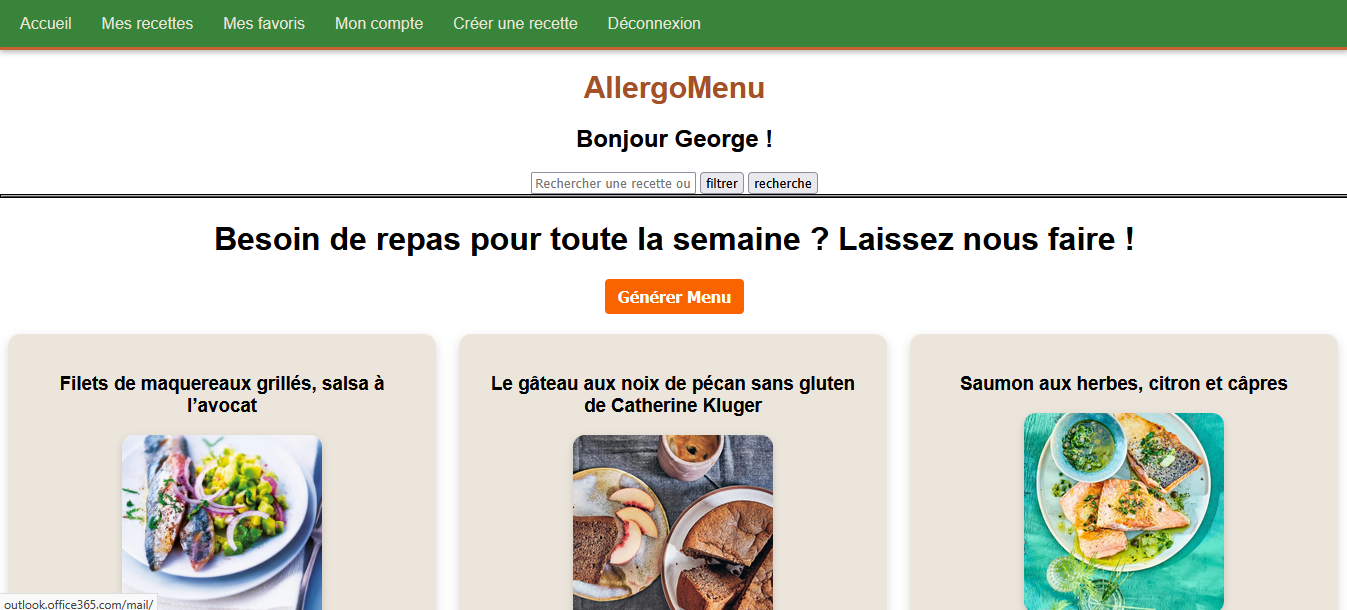 Accueil Mes recettes Mes favoris Mon compte Créer une recette Déconnexion
AllergoMenu
Bonjour George !
Rechercher une recette ou filtrer recherche
Besoin de repas pour toute la semaine ? Laissez nous faire !
Générer Menu
Filets de maquereaux grillés, salsa à
l’avocat
Le gâteau aux noix de pécan sans gluten
de Catherine Kluger
Saumon aux herbes, citron et câpres
outlook.office365.com/mail/